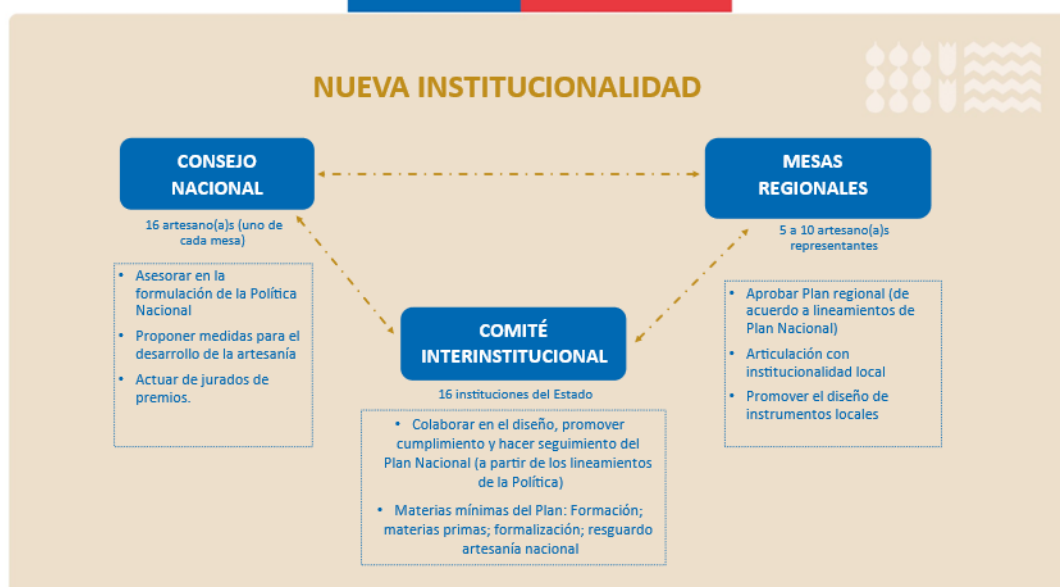 NUEVA INSTITUCIONALIDAD
CONSEJO
NACIONAL
16 artesano(a)s (uno de
cada mesa)
• Asesorar en la
formulación de la Política
Nacional
• Proponer medidas para el
desarrollo de la artesanía
• Actuar de jurados de
premios.
COMITÉ
INTERINSTITUCIONAL
16 instituciones del Estado
• Colaborar en el diseño, promover
cumplimiento y hacer seguimiento del
Plan Nacional (a partir de los lineamientos
de la Política)
• Materias mínimas del Plan: Formación;
materias primas; formalización; resguardo
artesanía nacional
MESAS
REGIONALES
5 a 10 artesano(a)s
representantes
• Aprobar Plan regional (de
acuerdo a lineamientos de
Plan Nacional)
• Articulación con
institucionalidad local
• Promover el diseño de
instrumentos locales